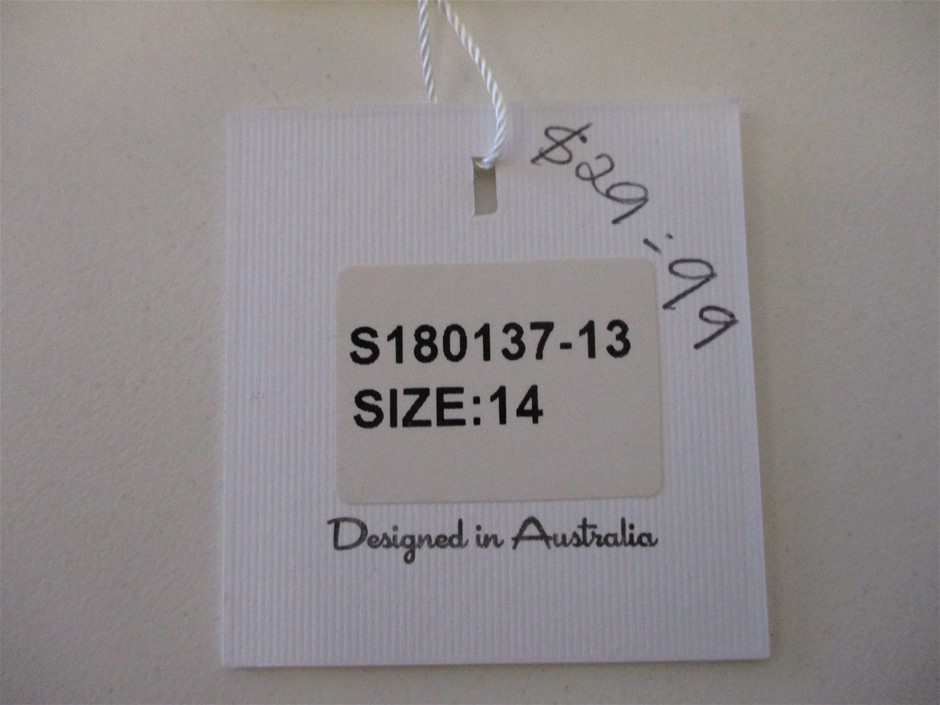 $29.99
S180137-13
SIZE:14
Designed in Australia